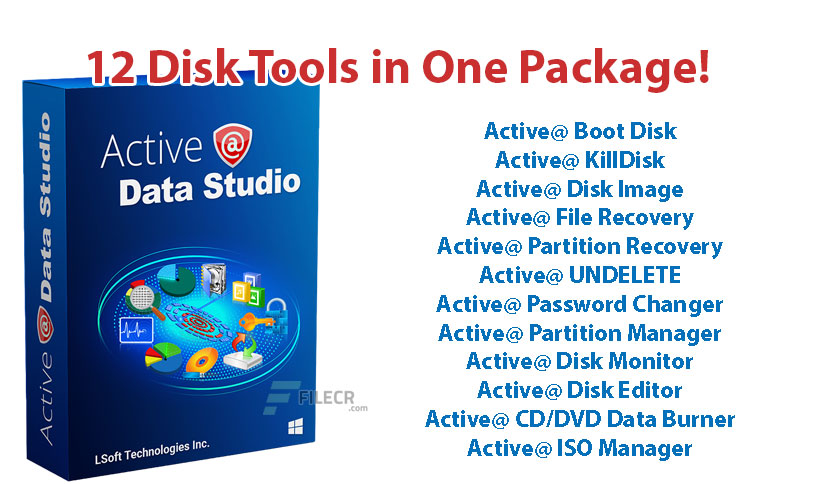 12 Disk Tools in One Package!
Active@ Data Studio
Active @
Data Studio
FILECR
.com
LSoft Technologies Inc.
Active@ Boot Disk
Active@ KillDisk
Active@ Disk Image
Active@ File Recovery
Active@ Partition Recovery
Active@ UNDELETE
Active@ Password Changer
Active@ Partition Manager
Active@ Disk Monitor
Active@ Disk Editor
Active@ CD/DVD Data Burner
Active@ ISO Manager